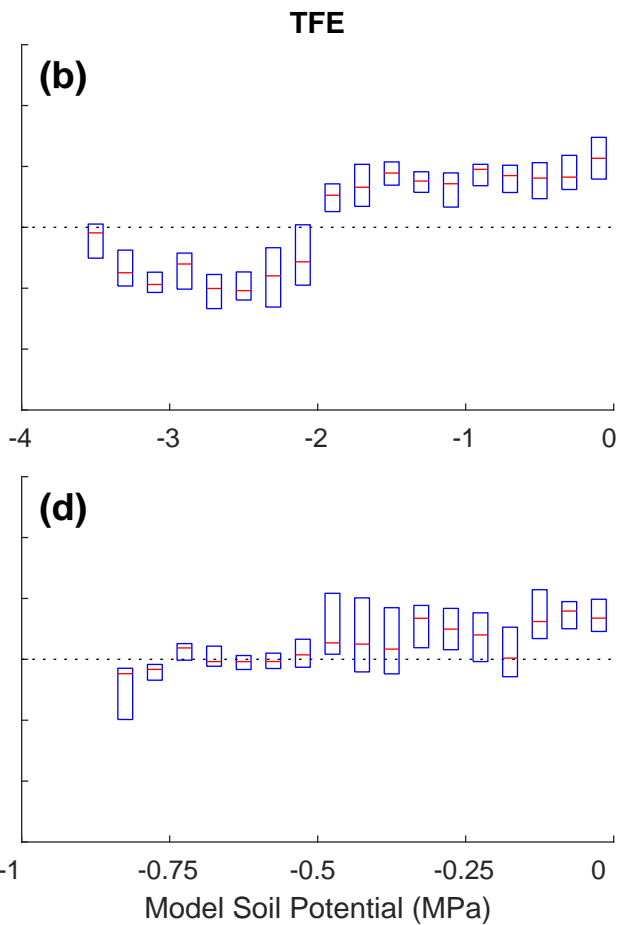 TFE
(b)
-4 -3 -2 -1 0
(d)
-1 -0.75 -0.5 -0.25 0
Model Soil Potential (MPa)